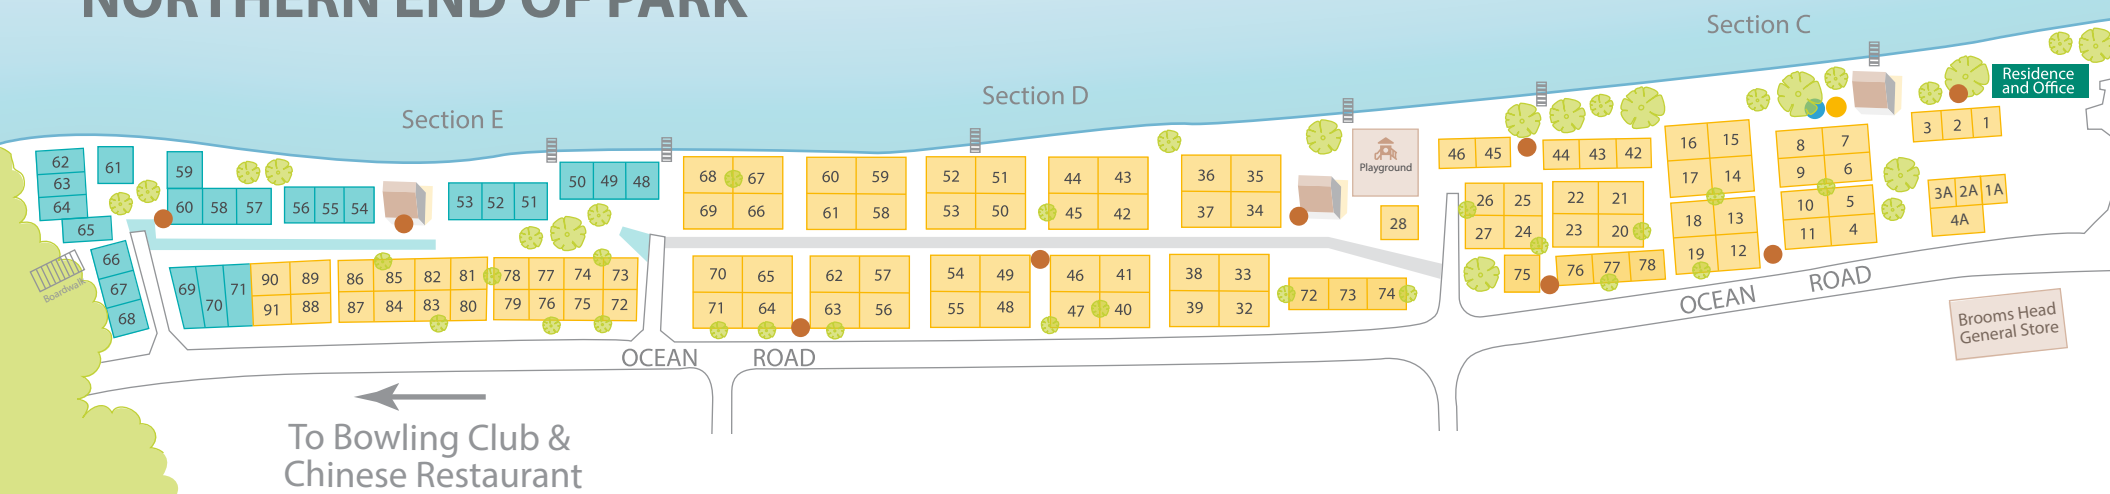 NORTHERN END OF PARK
Section C
Section D
Section E
Residence
and Office
Playground
62
63
64
65
61
59
60 58 57
56 55 54
53 52 51
50 49 48
66
67
68
69 70 71
90 89
91 88
86 85 82 81
87 84 83 80
78 77 74 73
79 76 75 72
68 67
69 66
60 59
61 58
52 51
53 50
44 43
45 42
36 35
37 34
28
70 65
71 64
62 57
63 56
54 49
55 48
46 41
47 40
38 33
39 32
72 73 74
46 45
44 43 42
26 25
27 24
22 21
23 20
75
76 77 78
16 15
17 14
18 13
19 12
8 7
9 6
10 5
11 4
3 2 1
3A 2A 1A
4A
Boardwalk
OCEAN ROAD
OCEAN ROAD
Brooms Head
General Store
To Bowling Club &
Chinese Restaurant